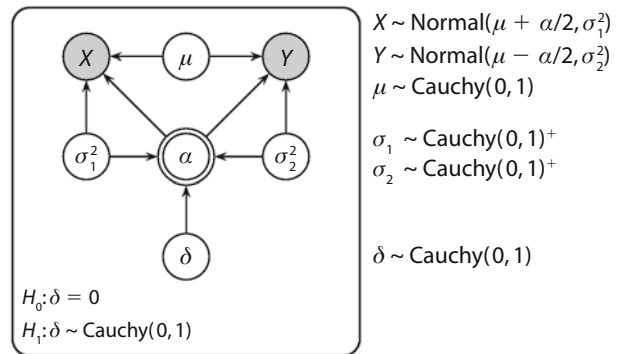 X
μ
Y
σ₁²
α
σ₂²
δ
H₀: δ = 0
H₁: δ ~ Cauchy(0, 1)
X ~ Normal(μ + α/2, σ₁²)
Y ~ Normal(μ − α/2, σ₂²)
μ ~ Cauchy(0, 1)
σ₁ ~ Cauchy(0, 1)⁺
σ₂ ~ Cauchy(0, 1)⁺
δ ~ Cauchy(0, 1)